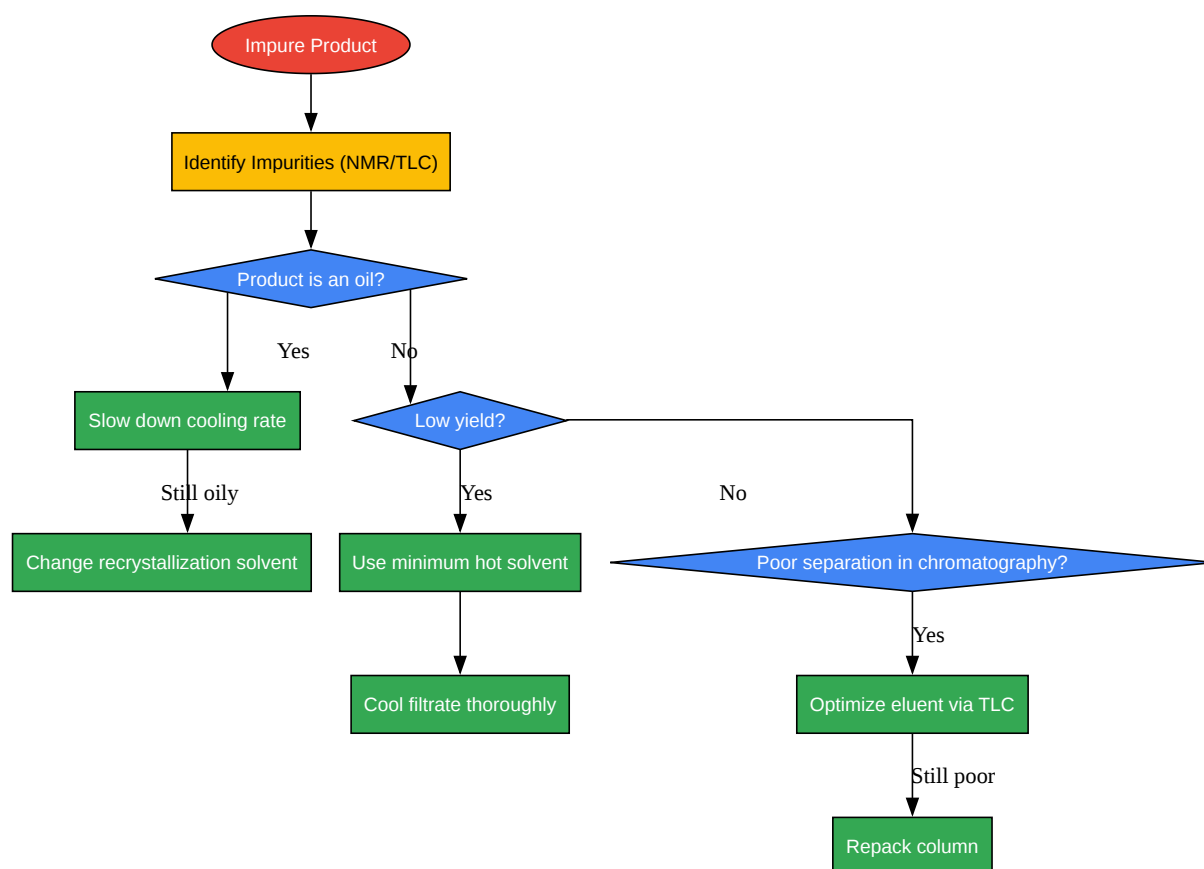 Impure Product
Identify Impurities (NMR/TLC)
Product is an oil?
Yes
No
Slow down cooling rate
Low yield?
Still oily
Yes
No
Change recrystallization solvent
Use minimum hot solvent
Poor separation in chromatography?
Yes
Cool filtrate thoroughly
Optimize eluent via TLC
Still poor
Repack column